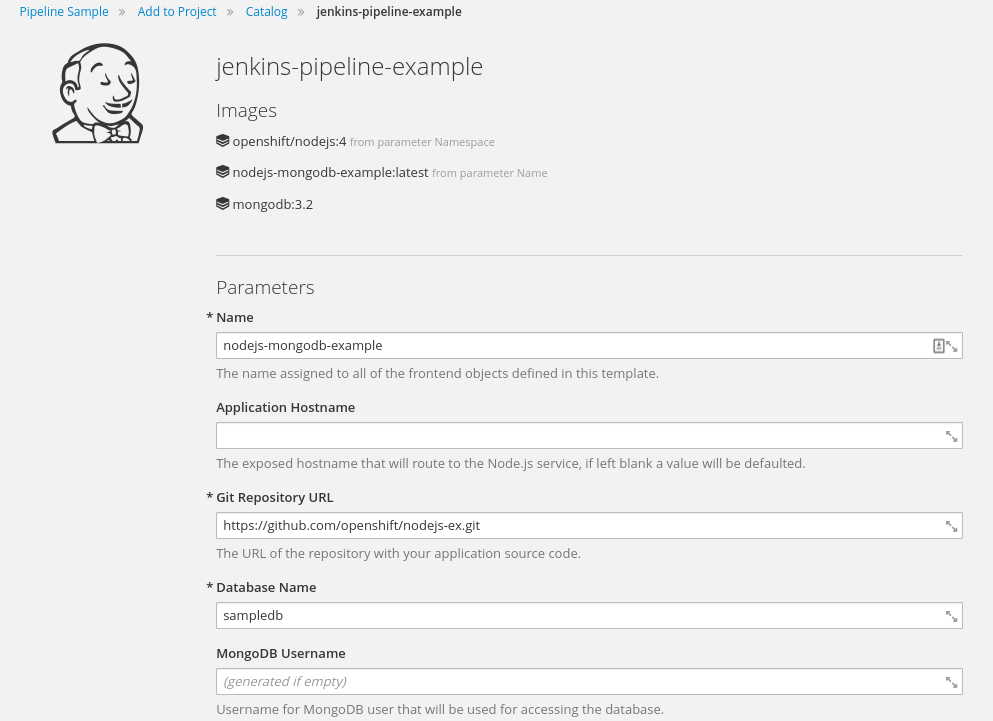 Pipeline Sample » Add to Project » Catalog » jenkins-pipeline-example
jenkins-pipeline-example
Images
openshift/nodejs:4 from parameter Namespace
nodejs-mongodb-example:latest from parameter Name
mongodb:3.2
Parameters
* Name
nodejs-mongodb-example
The name assigned to all of the frontend objects defined in this template.
Application Hostname
The exposed hostname that will route to the Node.js service, if left blank a value will be defaulted.
* Git Repository URL
https://github.com/openshift/nodejs-ex.git
The URL of the repository with your application source code.
* Database Name
sampledb
MongoDB Username
(generated if empty)
Username for MongoDB user that will be used for accessing the database.